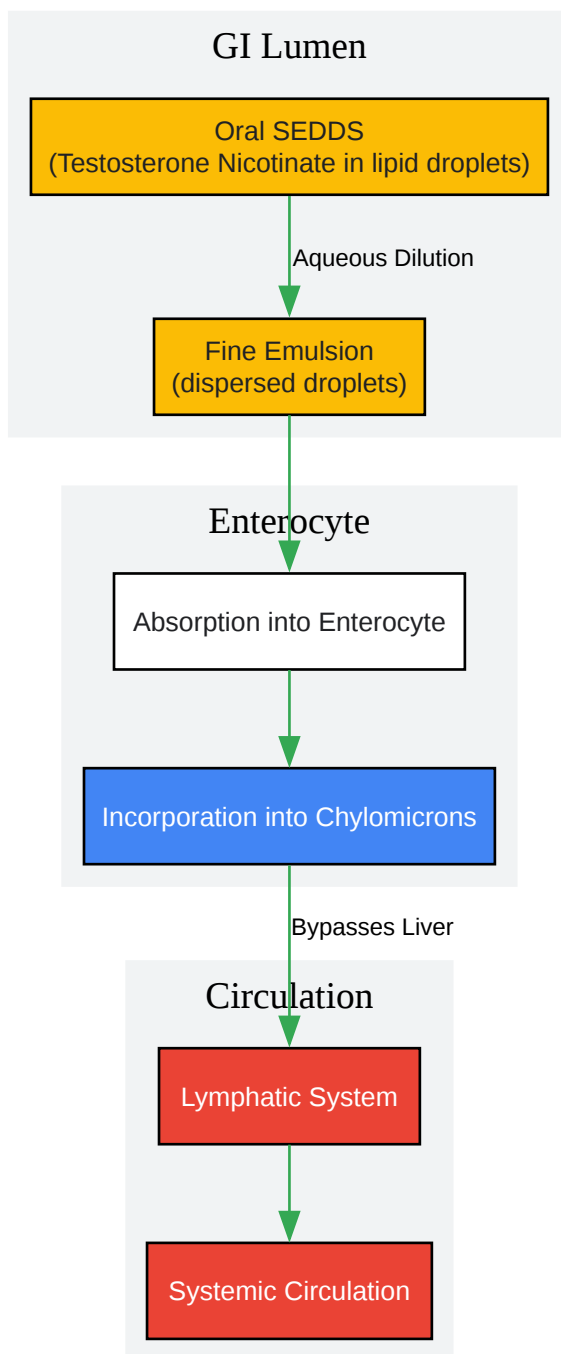 GI Lumen
Oral SEDDS
(Testosterone Nicotinate in lipid droplets)
Aqueous Dilution
Fine Emulsion
(dispersed droplets)
Enterocyte
Absorption into Enterocyte
Incorporation into Chylomicrons
Bypasses Liver
Circulation
Lymphatic System
Systemic Circulation